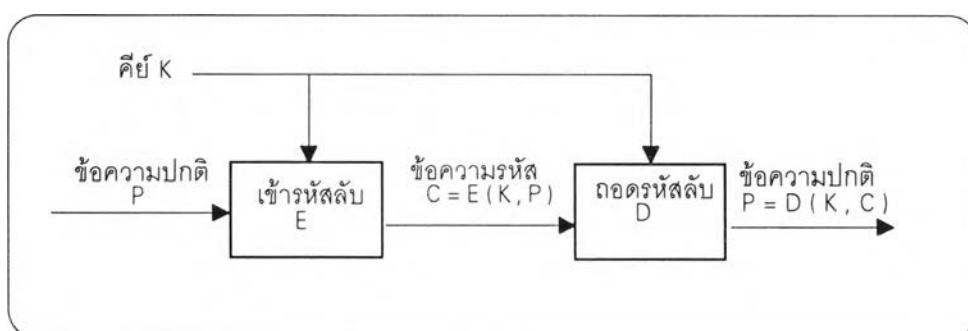 คีย์ K
ข้อความปกติ
P
เข้ารหัสลับ
E
ข้อความรหัส
C = E ( K , P )
ถอดรหัสลับ
D
ข้อความปกติ
P = D ( K , C )